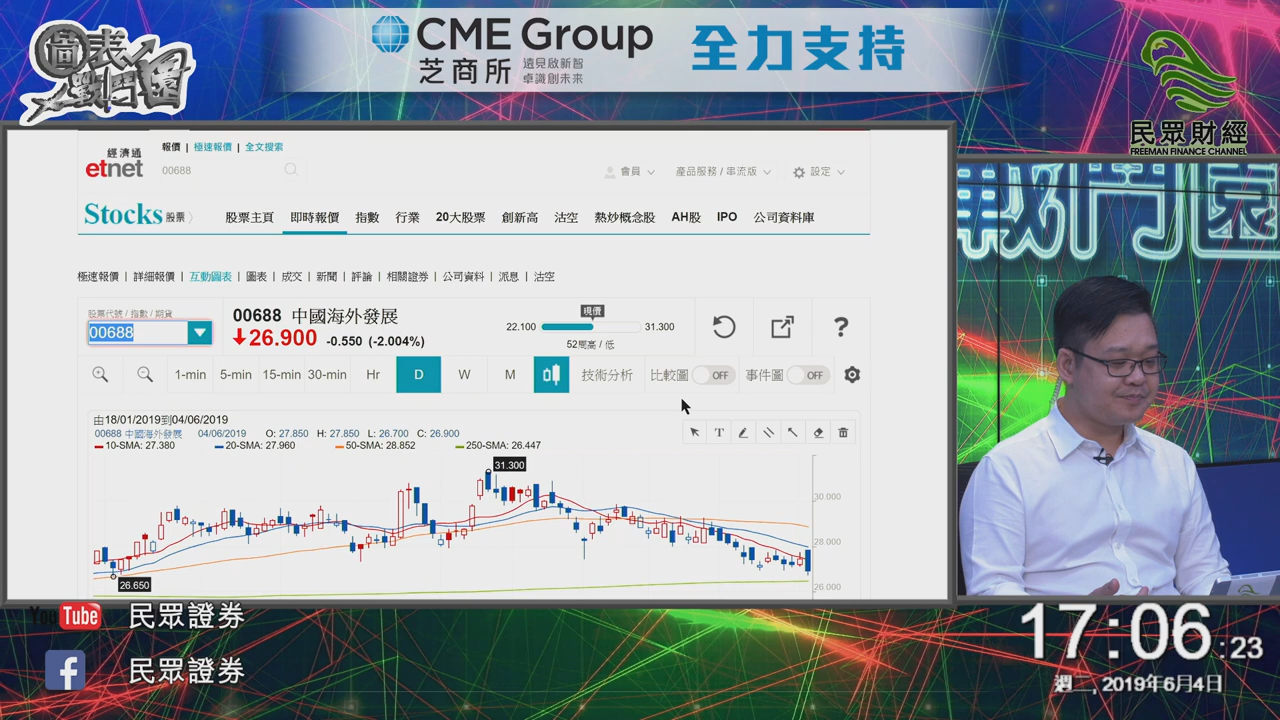 圖表
戰鬥團
CME Group
芝商所
遠見啟新智
卓識創未來
全力支持
民眾財經
FREEMAN FINANCE CHANNEL
經濟通
etnet
報價 | 極速報價 | 全文搜索
00688
會員
產品服務 / 串流版
設定
Stocks 股票
股票主頁 即時報價 指數 行業 20大股票 創新高 沽空 熱炒概念股 AH股 IPO 公司資料庫
極速報價 | 詳細報價 | 互動圖表 | 圖表 | 成交 | 新聞 | 評論 | 相關證券 | 公司資料 | 派息 | 沽空
股票代號 / 指數 / 期貨
00688
00688 中國海外發展
26.900 -0.550 (-2.004%)
現價
22.100 31.300
52周高 / 低
?
1-min 5-min 15-min 30-min Hr D W M 技術分析 比較圖 OFF 事件圖 OFF
由18/01/2019到04/06/2019
00688 中國海外發展 04/06/2019 O: 27.850 H: 27.850 L: 26.700 C: 26.900
10-SMA: 27.380 20-SMA: 27.960 50-SMA: 28.852 250-SMA: 26.447
T
31.300
30.000
28.000
26.000
26.650
戰鬥團
YouTube 民眾證券
f 民眾證券
17:06:23
週二, 2019年6月4日